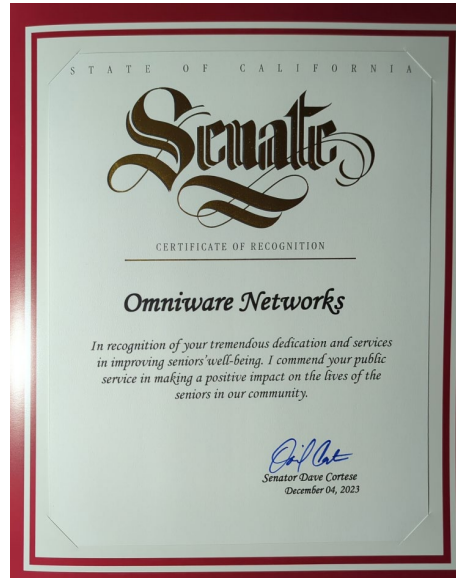 STATE OF CALIFORNIA
Senate
CERTIFICATE OF RECOGNITION
Omniware Networks
In recognition of your tremendous dedication and services
in improving seniors' well-being. I commend your public
service in making a positive impact on the lives of the
seniors in our community.
Senator Dave Cortese
December 04, 2023